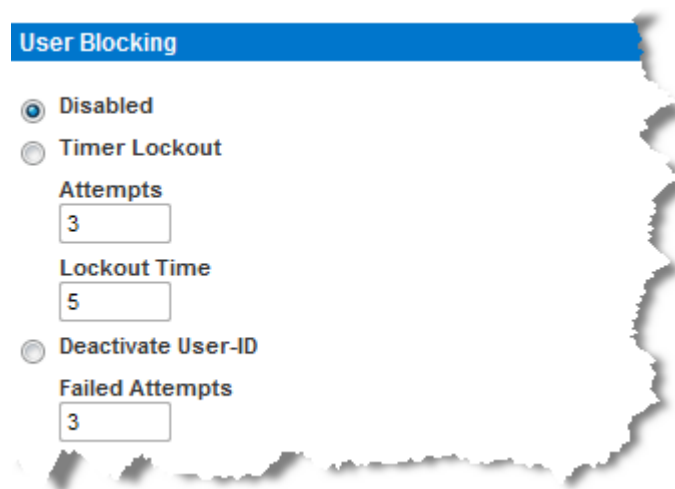 User Blocking
Disabled
Timer Lockout
Attempts
3
Lockout Time
5
Deactivate User-ID
Failed Attempts
3